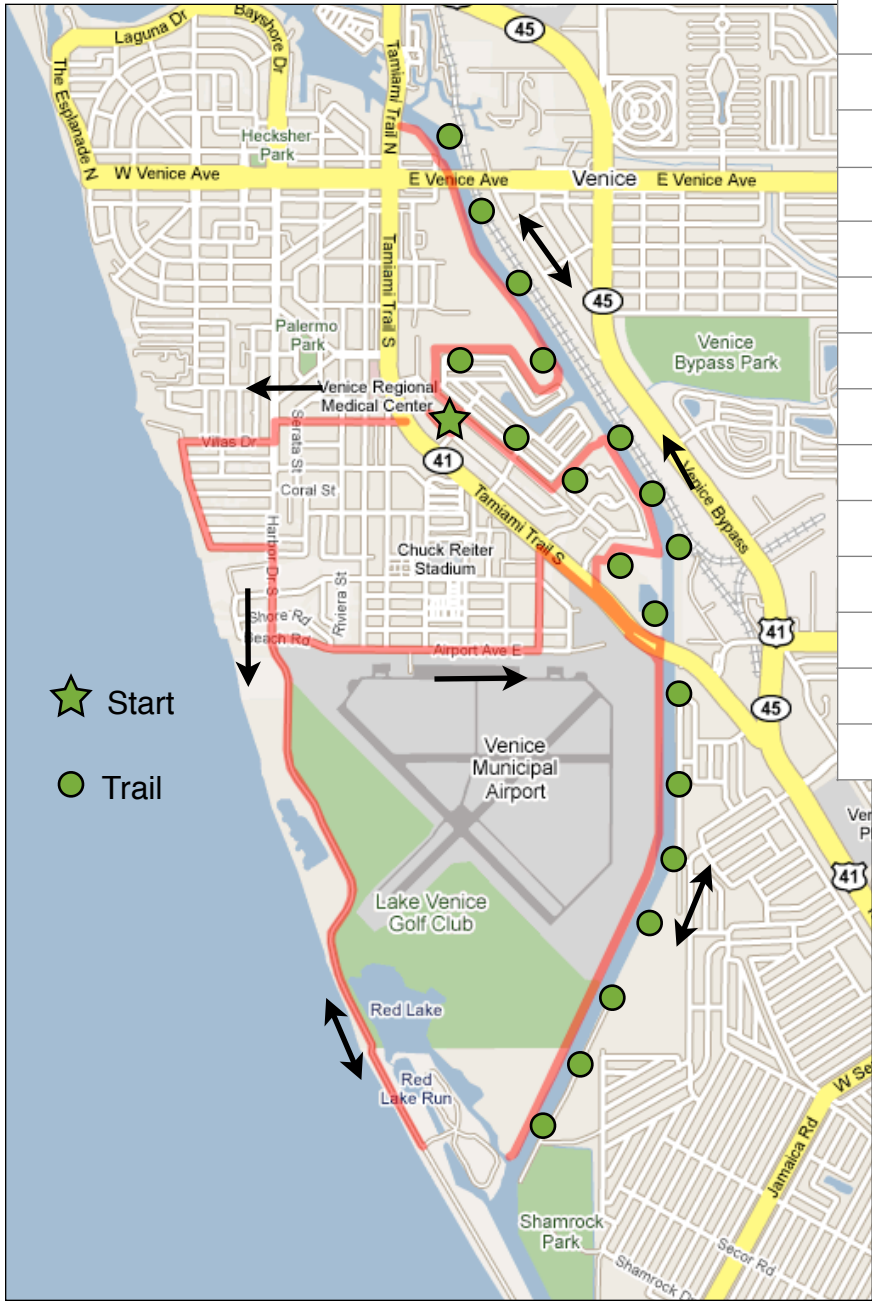 Laguna Dr
Bayshore Dr
45
The Esplanade N
Tamiami Trail N
Hecksher
Park
W Venice Ave
E Venice Ave
Venice
E Venice Ave
Tamiami Trail S
45
Palermo
Park
Venice
Bypass Park
Venice Regional
Medical Center
Villas Dr
Serata St
41
Coral St
Tamiami Trail S
Venice Bypass
Harbor Dr S
Chuck Reiter
Stadium
Riviera St
Shore Rd
Beach Rd
Airport Ave E
41
45
Start
Trail
Venice
Municipal
Airport
Ver
P
41
Lake Venice
Golf Club
Red Lake
Red
Lake Run
W Se
Jamaica Rd
Shamrock
Park
Secor Rd
Shamrock D